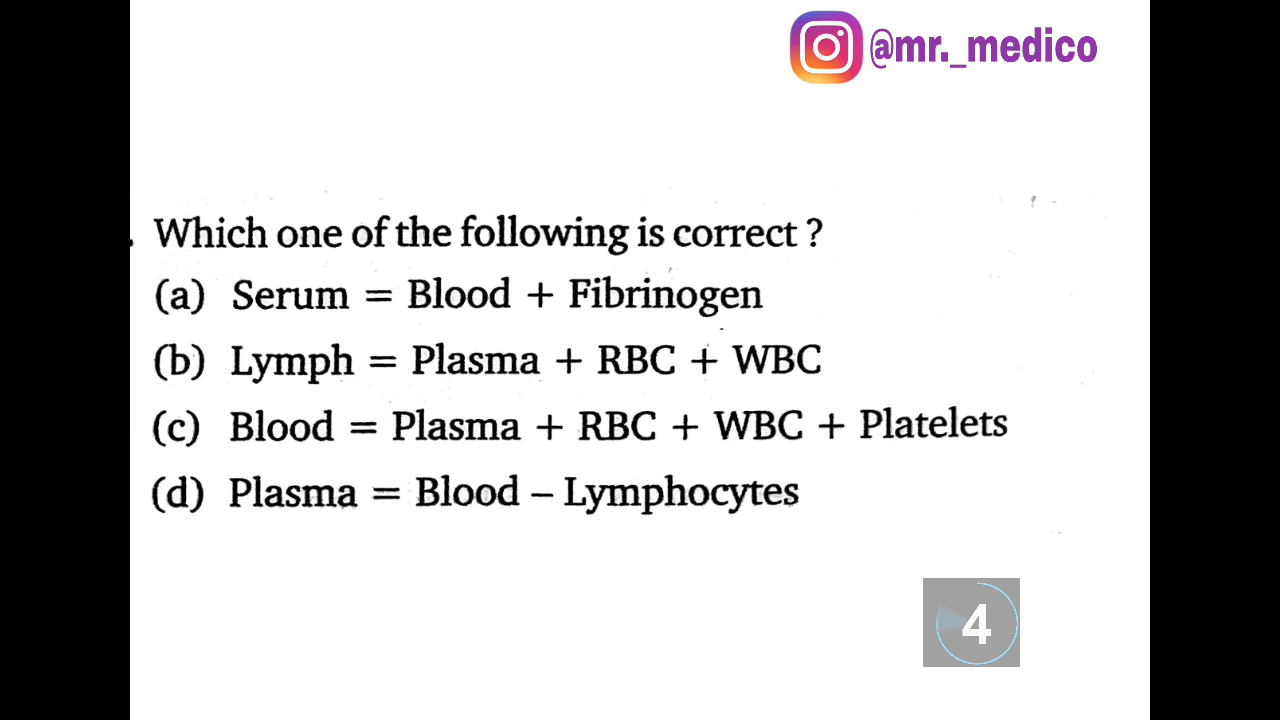 @mr._medico
Which one of the following is correct ?
(a) Serum = Blood + Fibrinogen
(b) Lymph = Plasma + RBC + WBC
(c) Blood = Plasma + RBC + WBC + Platelets
(d) Plasma = Blood – Lymphocytes
4